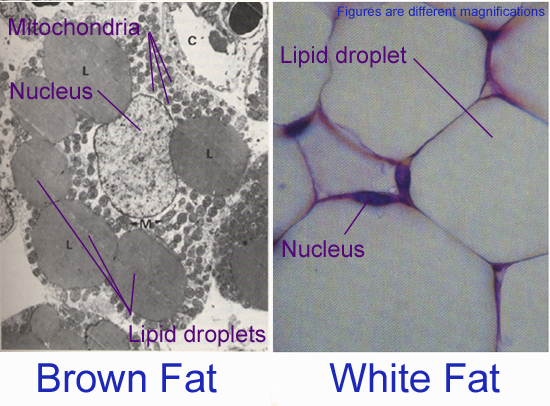 Figures are different magnifications
Mitochondria
C
L
Nucleus
Lipid droplet
L
M
L
Nucleus
Lipid droplets
Brown Fat
White Fat